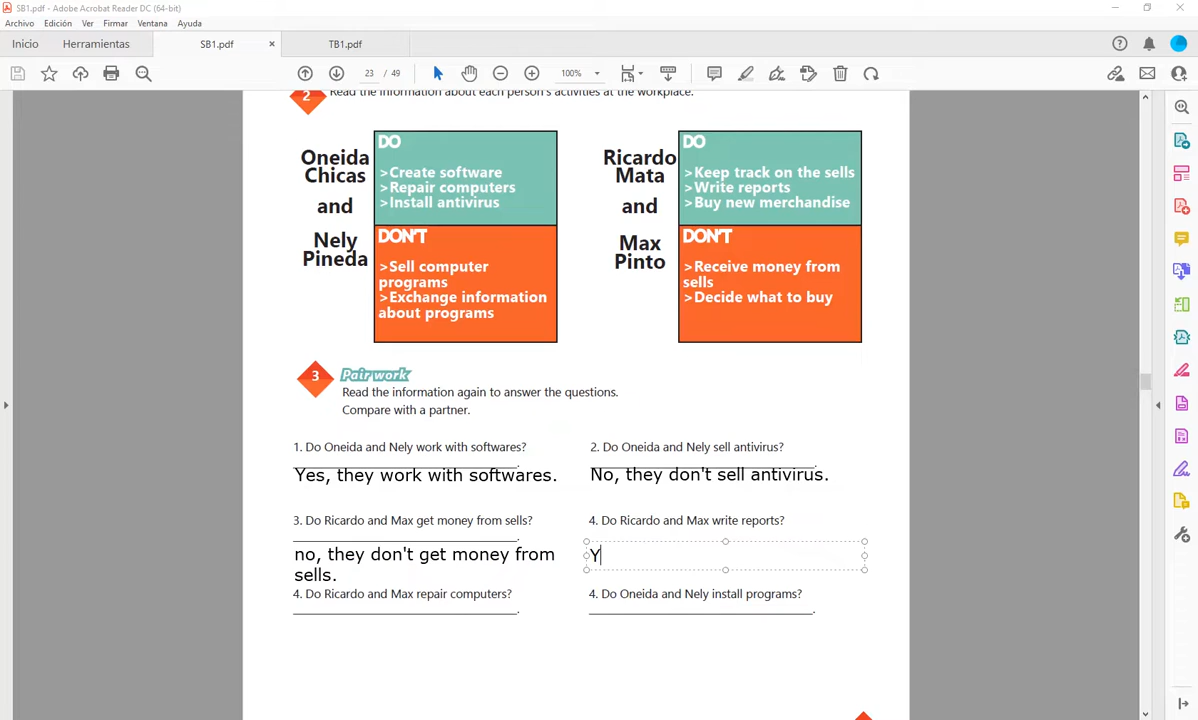 SB1.pdf - Adobe Acrobat Reader DC (64-bit)
Archivo Edición Ver Firmar Ventana Ayuda
Inicio Herramientas SB1.pdf × TB1.pdf
23 / 49 100%
2 Read the information about each person's activities at the workplace.
Oneida
Chicas
and
Nely
Pineda
DO
>Create software
>Repair computers
>Install antivirus
DON'T
>Sell computer
programs
>Exchange information
about programs
Ricardo
Mata
and
Max
Pinto
DO
>Keep track on the sells
>Write reports
>Buy new merchandise
DON'T
>Receive money from
sells
>Decide what to buy
3 Pair work
Read the information again to answer the questions.
Compare with a partner.
1. Do Oneida and Nely work with softwares?
Yes, they work with softwares.
2. Do Oneida and Nely sell antivirus?
No, they don't sell antivirus.
3. Do Ricardo and Max get money from sells?
no, they don't get money from
sells.
4. Do Ricardo and Max write reports?
Y
4. Do Ricardo and Max repair computers?
4. Do Oneida and Nely install programs?